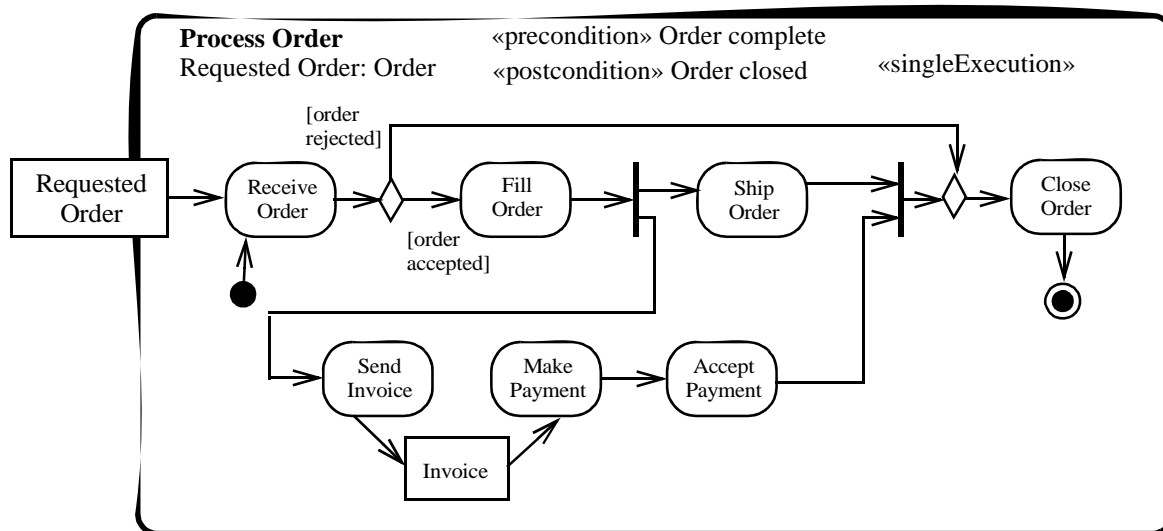 Process Order
Requested Order: Order
«precondition» Order complete
«postcondition» Order closed
«singleExecution»
[order
rejected]
Requested
Order
Receive
Order
Fill
Order
Ship
Order
Close
Order
[order
accepted]
Send
Invoice
Make
Payment
Accept
Payment
Invoice